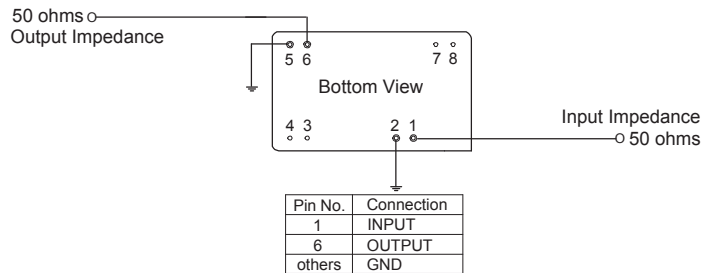 50 ohms
Output Impedance
5 6
7 8
Bottom View
Input Impedance
50 ohms
4 3
2 1
Pin No. Connection
1 INPUT
6 OUTPUT
others GND